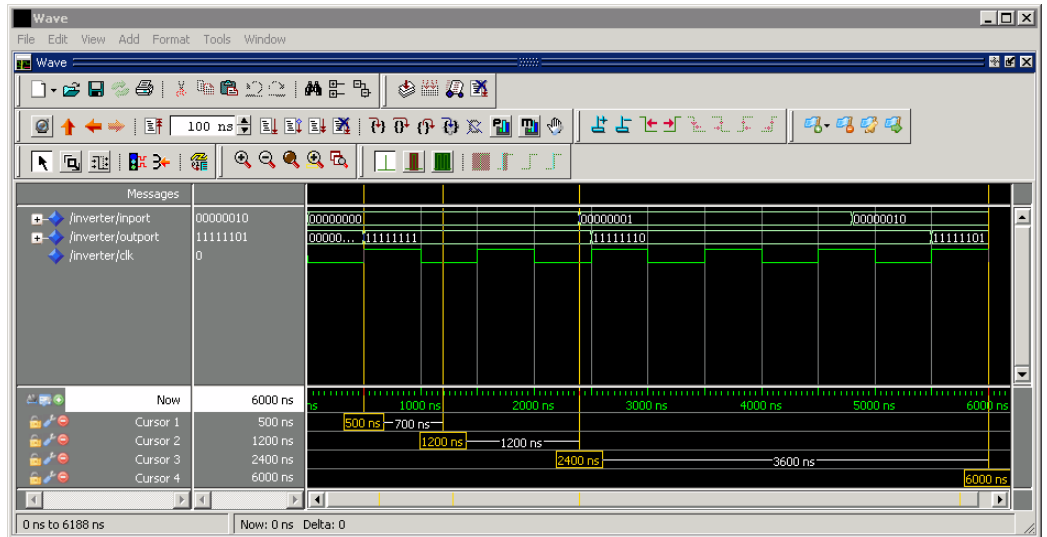 Wave
File Edit View Add Format Tools Window
Wave
100 ns
Messages
/inverter/inport 00000010 00000000 00000001 00000010
/inverter/outport 11111101 00000... 11111111 11111110 11111101
/inverter/clk 0
Now 6000 ns ns 1000 ns 2000 ns 3000 ns 4000 ns 5000 ns 6000 ns
Cursor 1 500 ns 500 ns 700 ns
Cursor 2 1200 ns 1200 ns 1200 ns
Cursor 3 2400 ns 2400 ns 3600 ns
Cursor 4 6000 ns 6000 ns
0 ns to 6188 ns Now: 0 ns Delta: 0